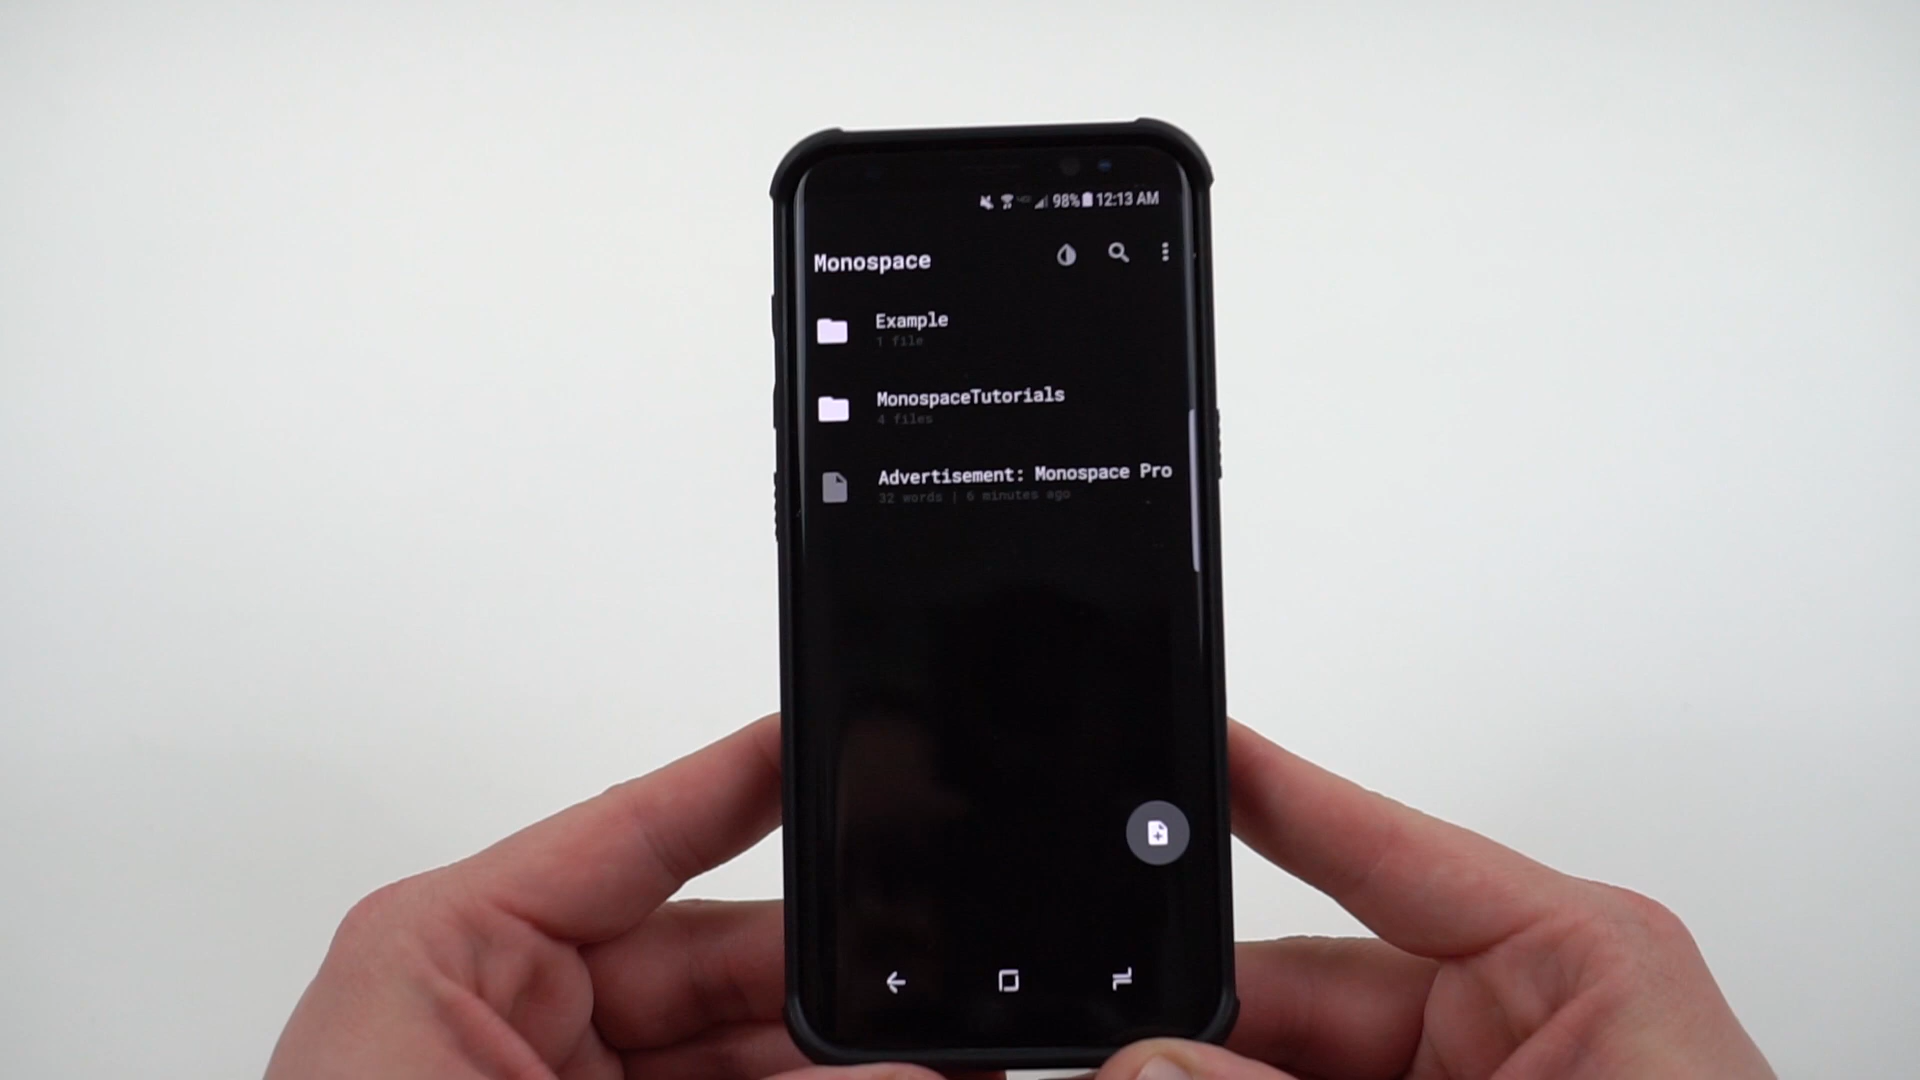 98% 12:13 AM
Monospace
Example
1 file
MonospaceTutorials
4 files
Advertisement: Monospace Pro
32 words | 6 minutes ago